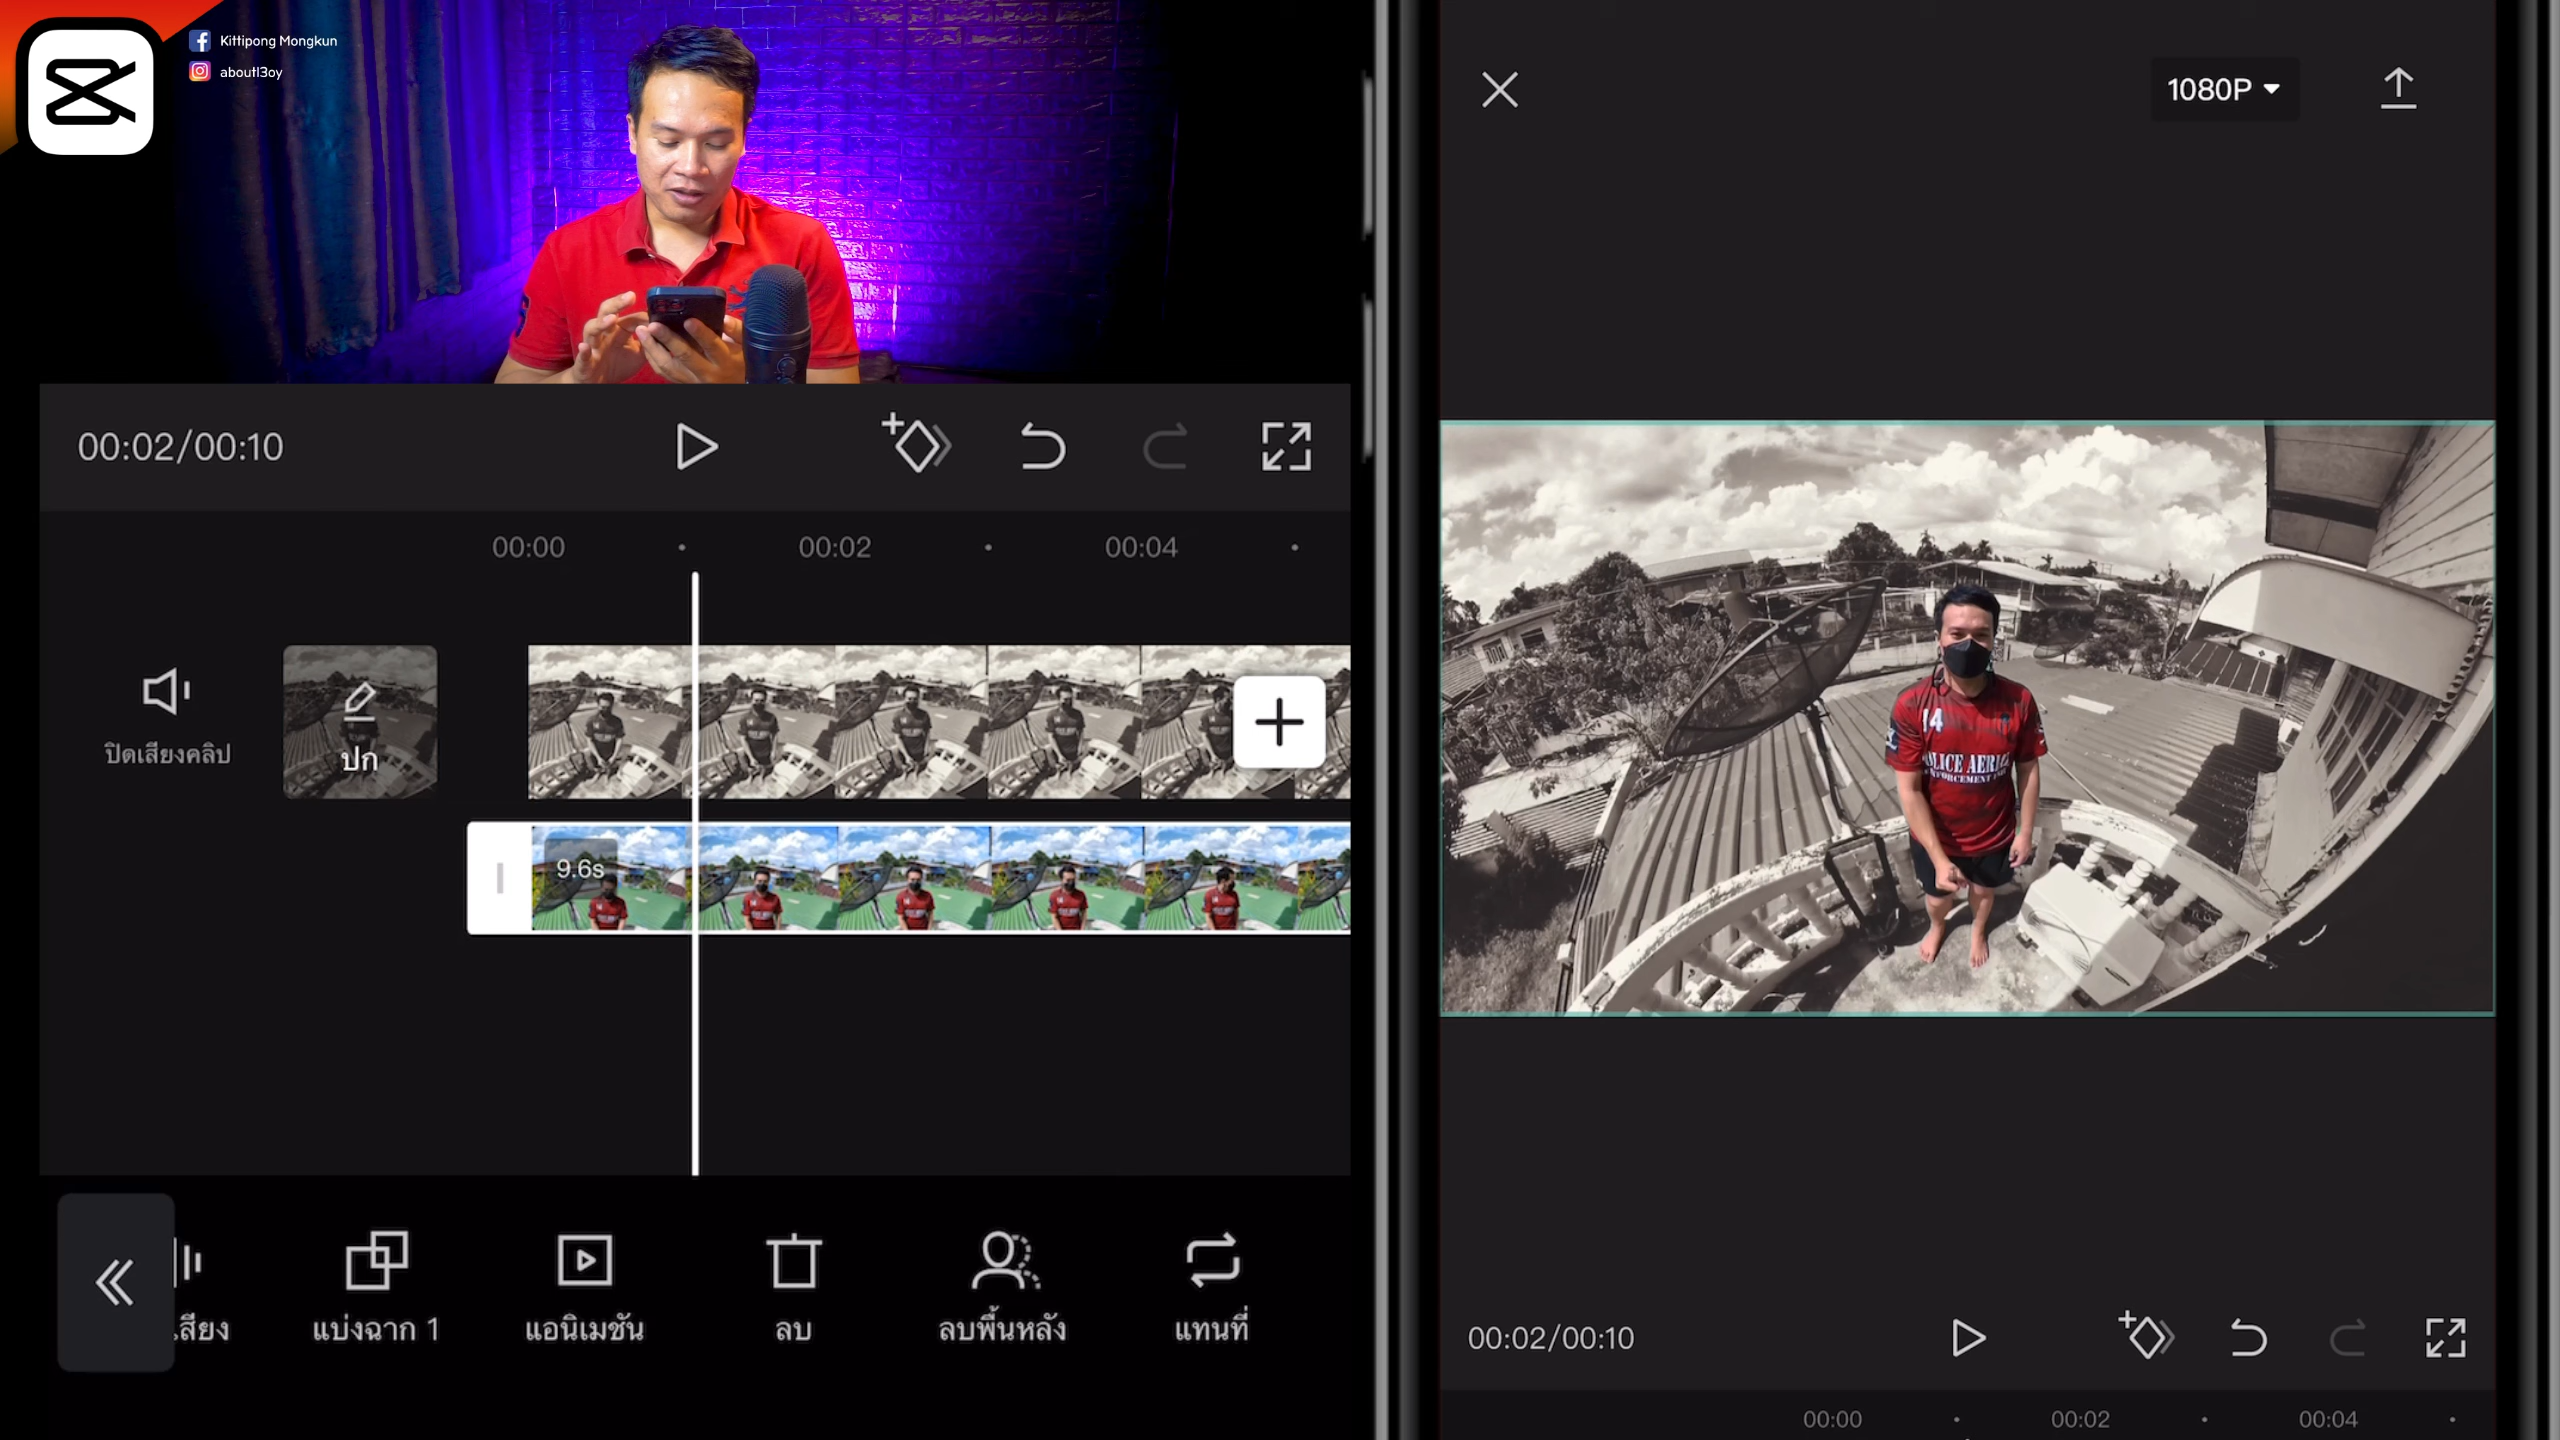 Kittipong Mongkun
aboutl3oy
1080P
00:02/00:10
00:00
00:02
00:04
ปิดเสียงคลิป
ปก
9.6s
14
POLICE AERI
ENFORCEMENT
เสียง
แบ่งฉาก 1
แอนิเมชัน
ลบ
ลบพื้นหลัง
แทนที่
00:02/00:10
00:00
00:02
00:04